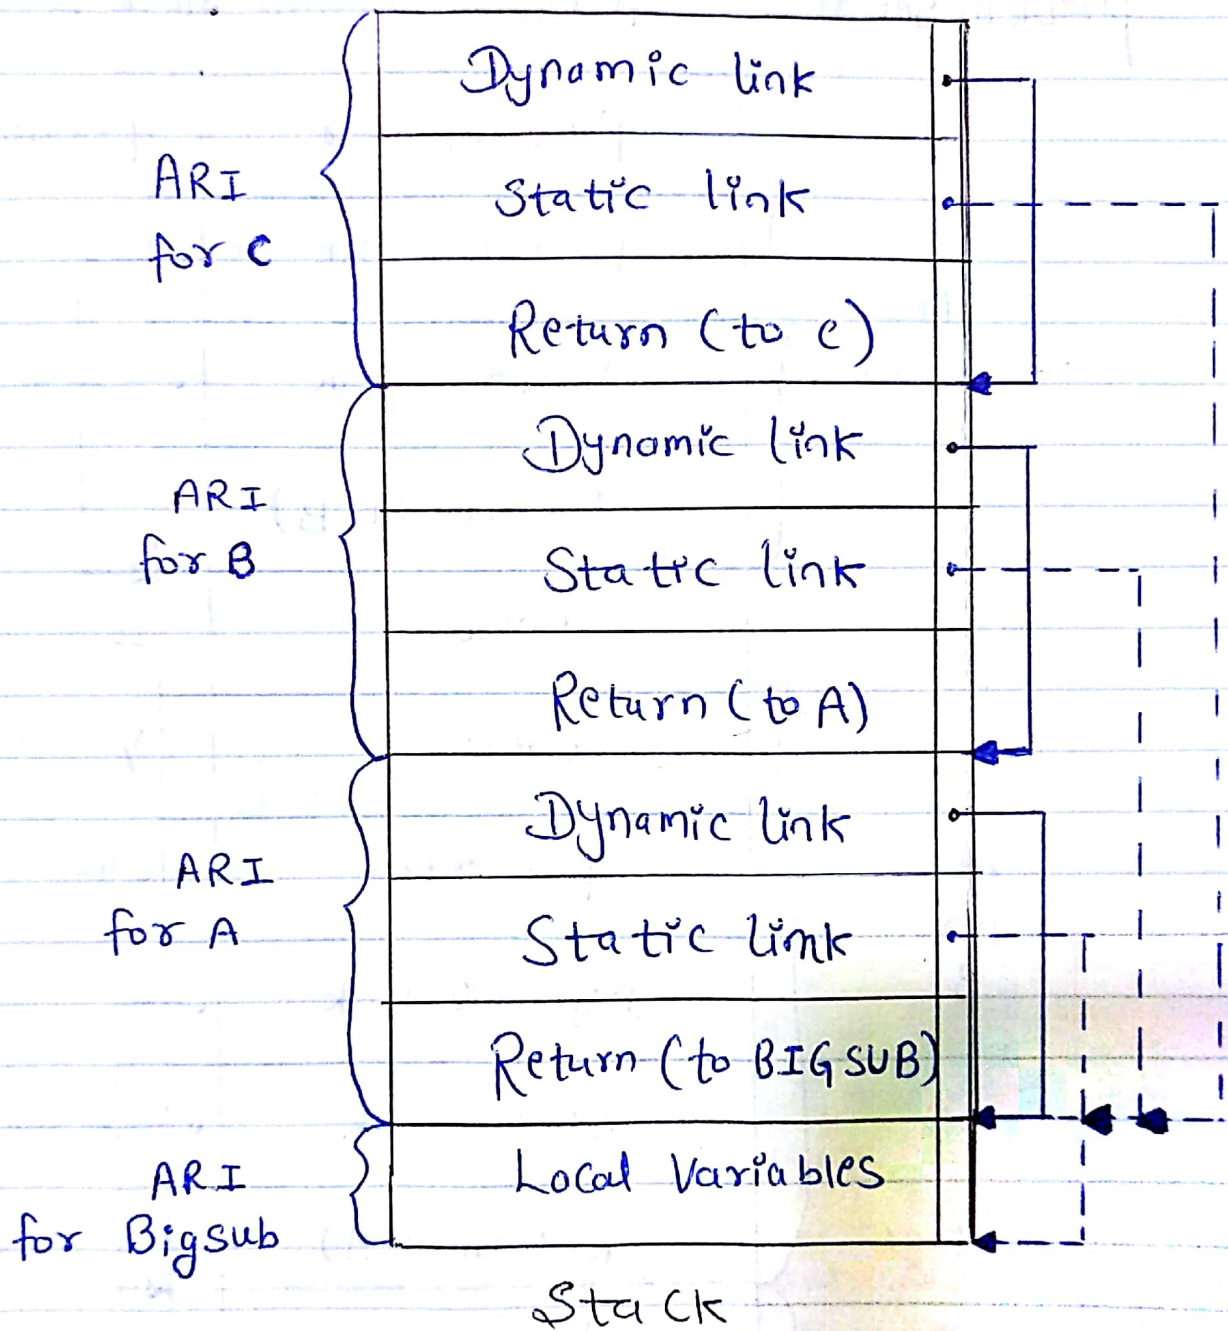 Dynamic link
ARI
for C
Static link
Return (to c)
Dynamic link
ARI
for B
Static link
Return (to A)
Dynamic link
ARI
for A
Static link
Return (to BIGSUB)
ARI
for Bigsub
Local Variables
Stack